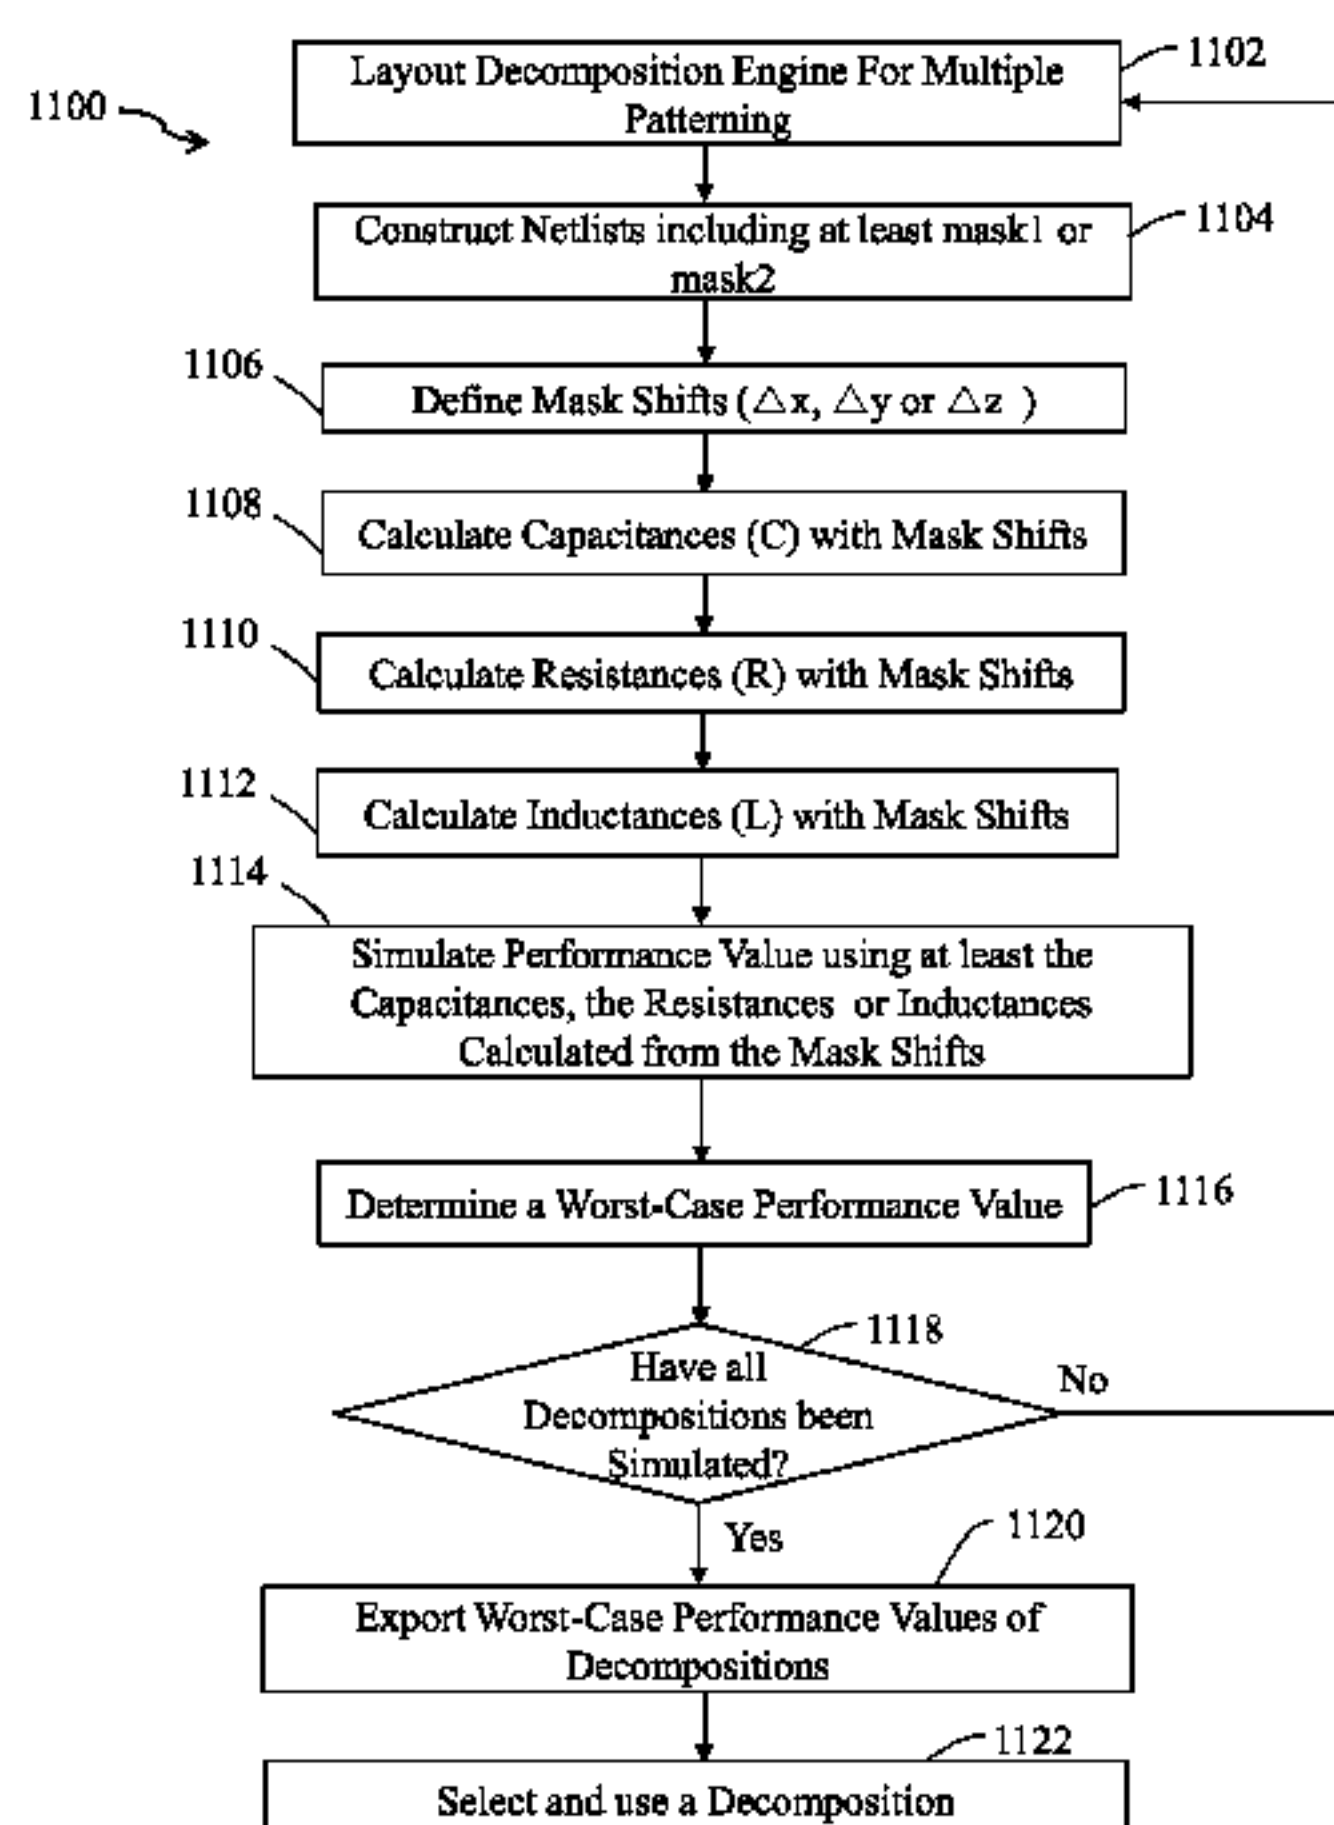 1100
Layout Decomposition Engine For Multiple
Patterning
1102
Construct Netlists including at least mask1 or
mask2
1104
1106
Define Mask Shifts (△x, △y or △z )
1108
Calculate Capacitances (C) with Mask Shifts
1110
Calculate Resistances (R) with Mask Shifts
1112
Calculate Inductances (L) with Mask Shifts
1114
Simulate Performance Value using at least the
Capacitances, the Resistances or Inductances
Calculated from the Mask Shifts
Determine a Worst-Case Performance Value
1116
1118
Have all
Decompositions been
Simulated?
No
Yes
1120
Export Worst-Case Performance Values of
Decompositions
1122
Select and use a Decomposition